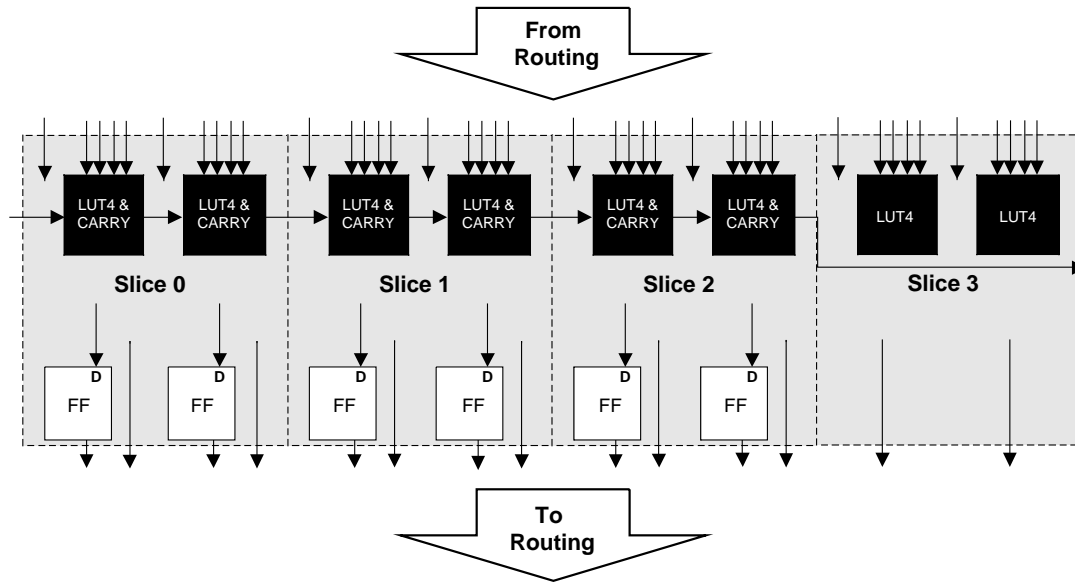 From
Routing
LUT4 &
CARRY
LUT4 &
CARRY
LUT4 &
CARRY
LUT4 &
CARRY
LUT4 &
CARRY
LUT4 &
CARRY
LUT4
LUT4
Slice 0
Slice 1
Slice 2
Slice 3
D
FF
D
FF
D
FF
D
FF
D
FF
D
FF
To
Routing